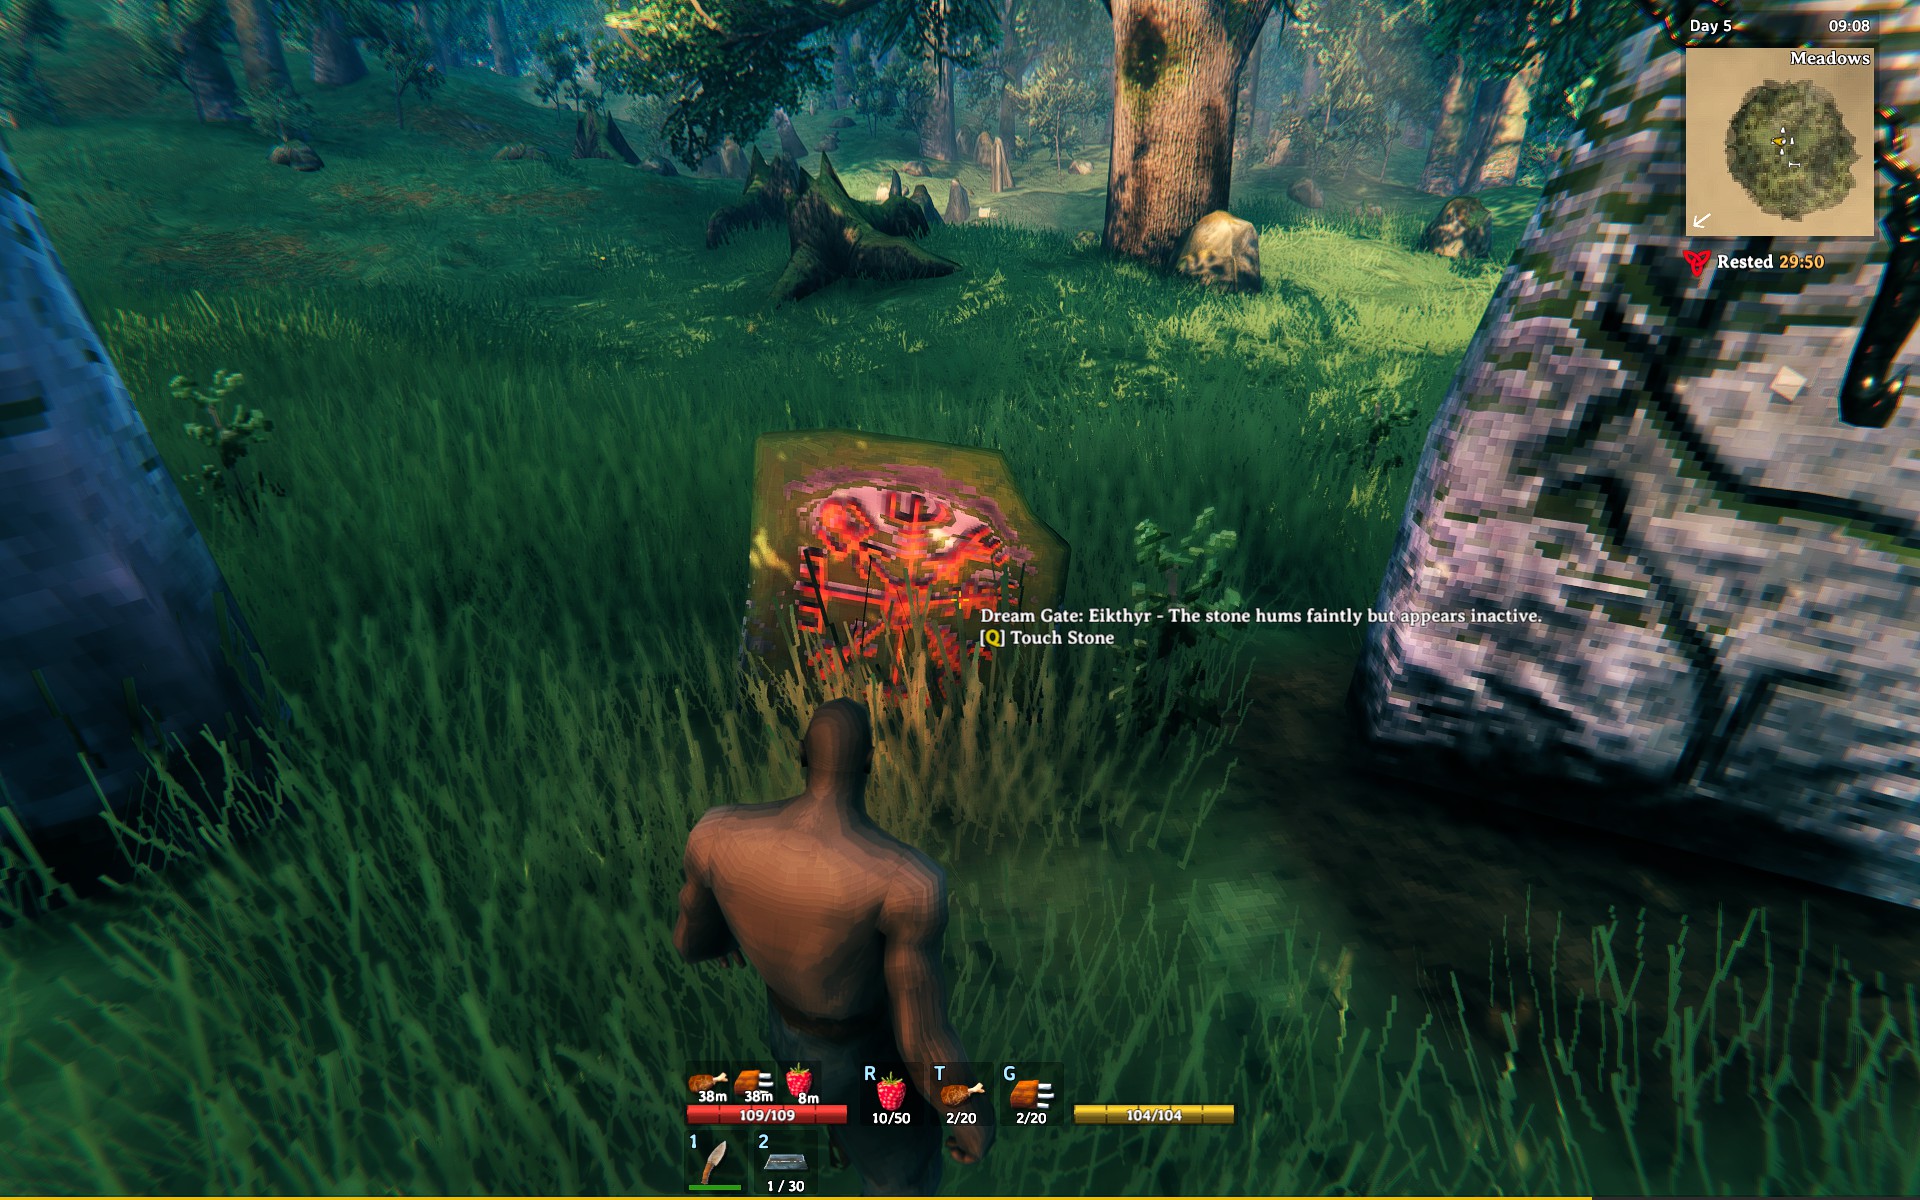 Day 5
09:08
Meadows
Rested 29:50
Dream Gate: Eikthyr - The stone hums faintly but appears inactive.
[Q] Touch Stone
38m
38m
8m
R
T
G
109/109
10/50
2/20
2/20
104/104
1
2
1 / 30